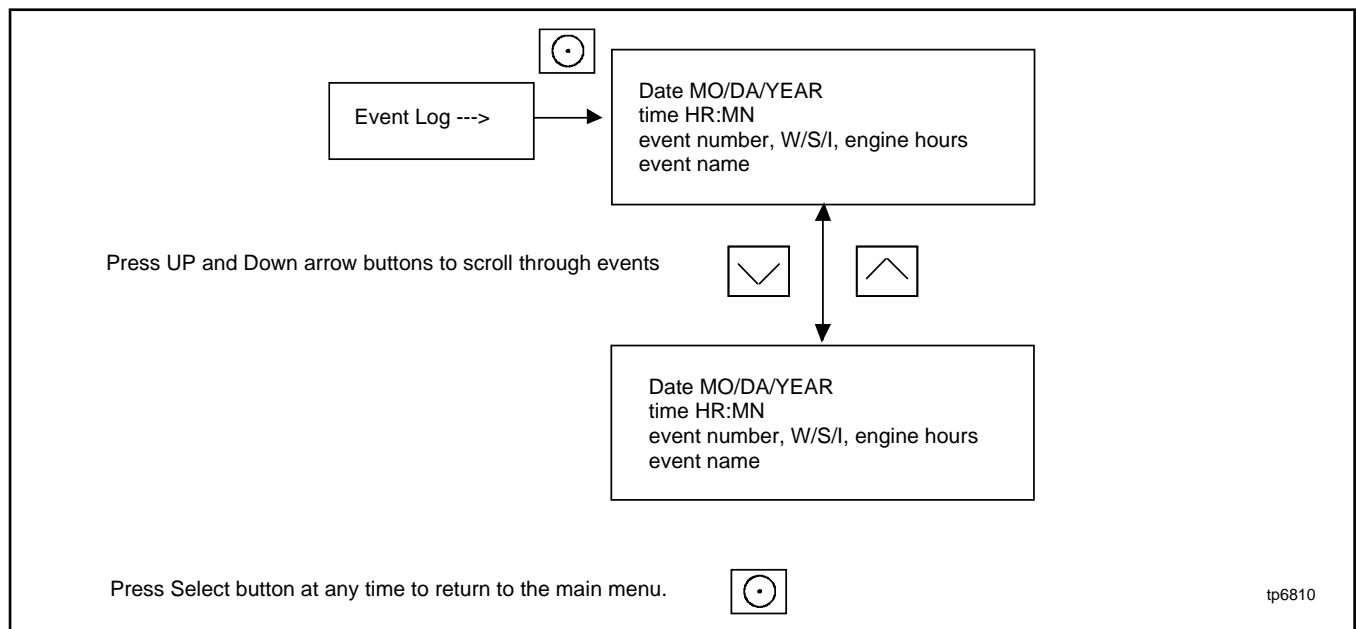 Event Log --->
Date MO/DA/YEAR
time HR:MN
event number, W/S/I, engine hours
event name
Press UP and Down arrow buttons to scroll through events
Date MO/DA/YEAR
time HR:MN
event number, W/S/I, engine hours
event name
Press Select button at any time to return to the main menu.
tp6810